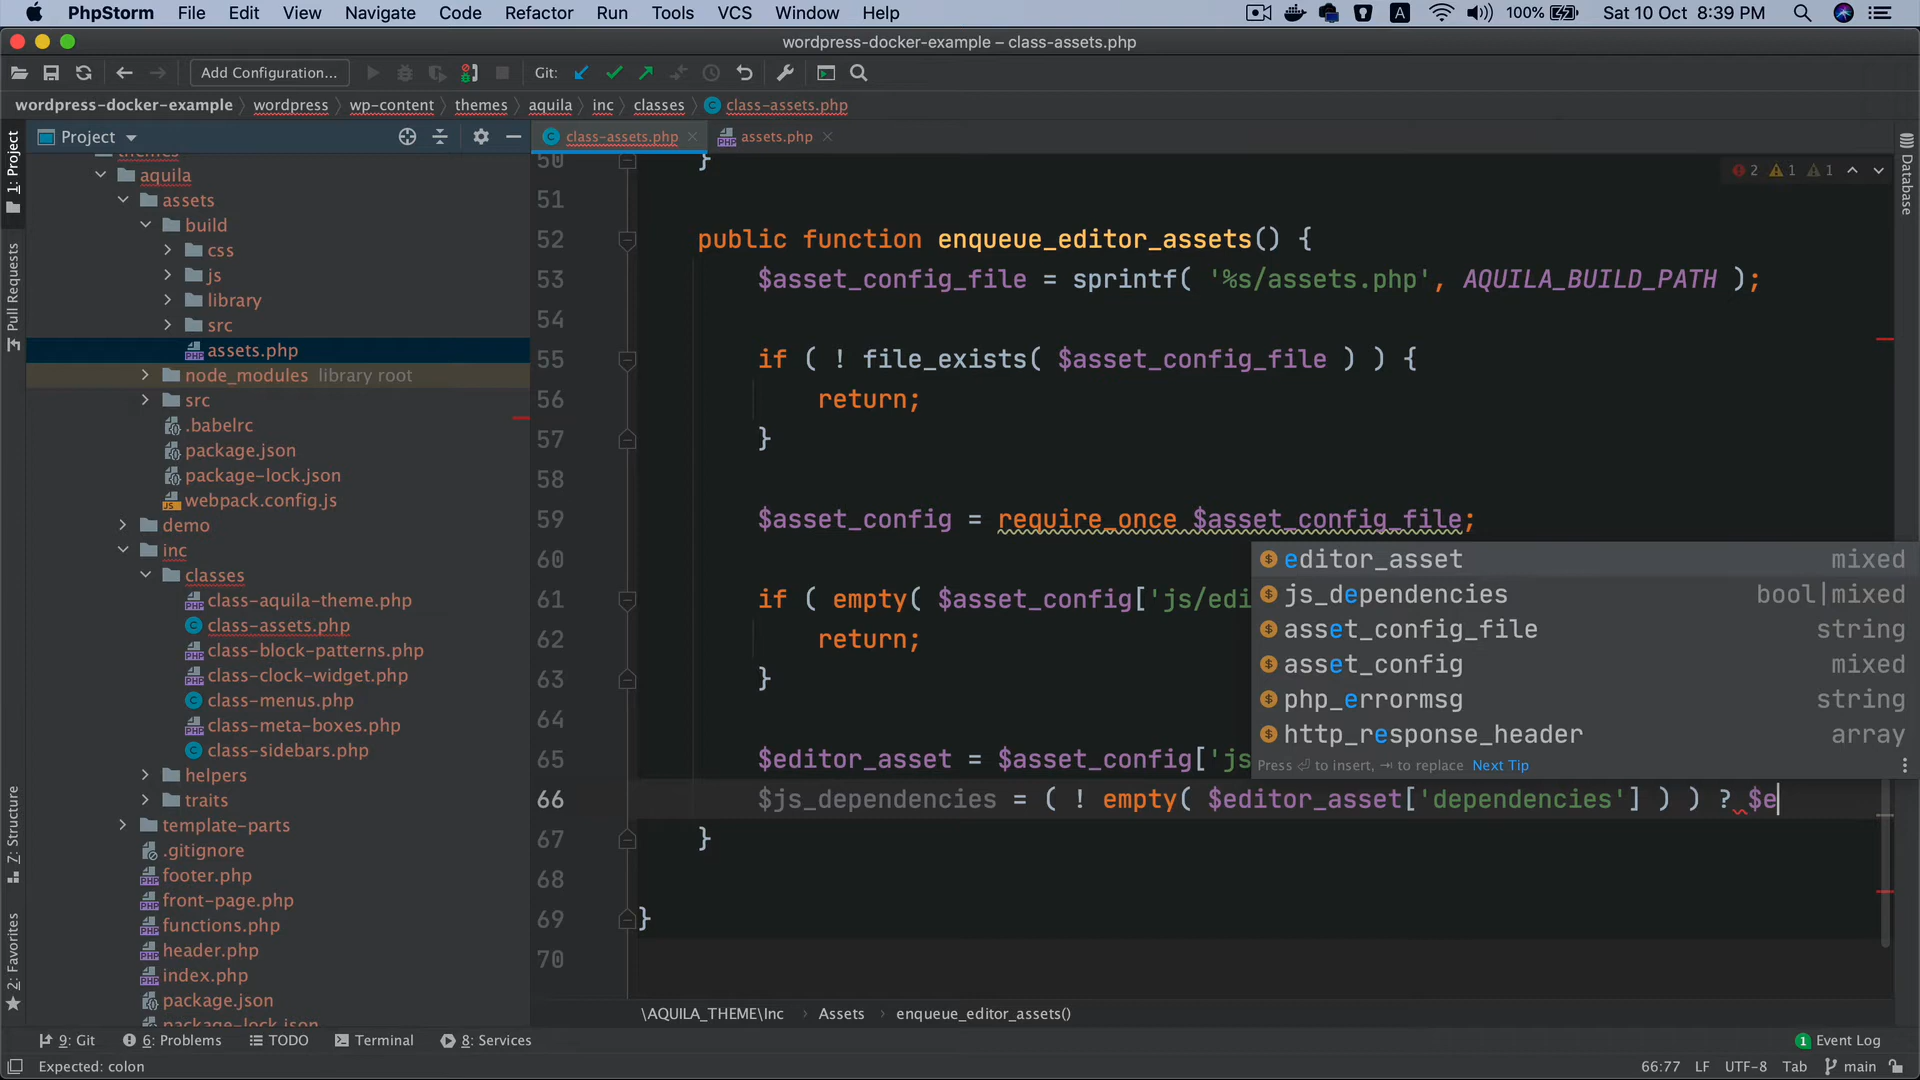 PhpStorm File Edit View Navigate Code Refactor Run Tools VCS Window Help A 100% Sat 10 Oct 8:39 PM
wordpress-docker-example – class-assets.php
Add Configuration... Git:
wordpress-docker-example wordpress wp-content themes aquila inc classes class-assets.php
1: Project
Pull Requests
7: Structure
2: Favorites
Database
Project
themes
aquila
assets
build
css
js
library
src
assets.php
node_modules library root
src
.babelrc
package.json
package-lock.json
webpack.config.js
demo
inc
classes
class-aquila-theme.php
class-assets.php
class-block-patterns.php
class-clock-widget.php
class-menus.php
class-meta-boxes.php
class-sidebars.php
helpers
traits
template-parts
.gitignore
footer.php
front-page.php
functions.php
header.php
index.php
package.json
package-lock.json
class-assets.php assets.php
2 1 1
50 }
51
52 public function enqueue_editor_assets() {
53 $asset_config_file = sprintf( '%s/assets.php', AQUILA_BUILD_PATH );
54
55 if ( ! file_exists( $asset_config_file ) ) {
56 return;
57 }
58
59 $asset_config = require_once $asset_config_file;
60
61 if ( empty( $asset_config['js/edi
62 return;
63 }
64
65 $editor_asset = $asset_config['js
66 $js_dependencies = ( ! empty( $editor_asset['dependencies'] ) ) ? $e
67 }
68
69 }
70
editor_asset mixed
js_dependencies bool|mixed
asset_config_file string
asset_config mixed
php_errormsg string
http_response_header array
Press ⏎ to insert, ⇥ to replace Next Tip
\AQUILA_THEME\Inc › Assets › enqueue_editor_assets()
9: Git 6: Problems TODO Terminal 8: Services 1 Event Log
Expected: colon 66:77 LF UTF-8 Tab main